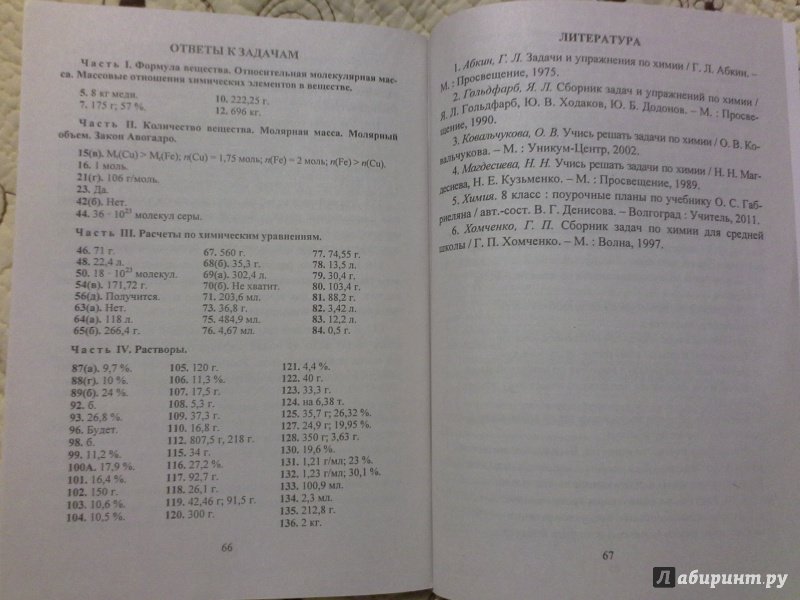 ОТВЕТЫ К ЗАДАЧАМ
Часть I. Формула вещества. Относительная молекулярная мас-
са. Массовые отношения химических элементов в веществе.
5. 8 кг меди.
7. 175 г; 57 %.
10. 222,25 г.
12. 696 кг.
Часть II. Количество вещества. Молярная масса. Молярный
объем. Закон Авогадро.
15(в). Mr(Cu) > Mr(Fe); n(Cu) = 1,75 моль; n(Fe) = 2 моль; n(Fe) > n(Cu).
16. 1 моль.
21(г). 106 г/моль.
23. Да.
42(б). Нет.
44. 36 · 10²³ молекул серы.
Часть III. Расчеты по химическим уравнениям.
46. 71 г.
48. 22,4 л.
50. 18 · 10²³ молекул.
54(в). 171,72 г.
56(д). Получится.
63(а). Нет.
64(а). 118 л.
65(б). 266,4 г.
67. 560 г.
68(б). 35,3 г.
69(а). 302,4 л.
70(б). Не хватит.
71. 203,6 мл.
73. 36,8 г.
75. 484,9 мл.
76. 4,67 мл.
77. 74,55 г.
78. 13,5 л.
79. 30,4 г.
80. 103,4 г.
81. 88,2 г.
82. 3,42 л.
83. 12,2 л.
84. 0,5 г.
Часть IV. Растворы.
87(а). 9,7 %.
88(г). 10 %.
89(б). 24 %.
92. б.
93. 26,8 %.
96. Будет.
98. б.
99. 11,2 %.
100А. 17,9 %.
101. 16,4 %.
102. 150 г.
103. 10,6 %.
104. 10,5 %.
105. 120 г.
106. 11,3 %.
107. 17,5 г.
108. 5,3 г.
109. 37,3 г.
110. 16,8 г.
112. 807,5 г, 218 г.
115. 34 г.
116. 27,2 %.
117. 92,7 г.
118. 26,1 г.
119. 42,46 г; 91,5 г.
120. 300 г.
121. 4,4 %.
122. 40 г.
123. 33,3 г.
124. на 6,38 т.
125. 35,7 г; 26,32 %.
127. 24,9 г; 19,95 %.
128. 350 г; 3,63 г.
130. 19,6 %.
131. 1,21 г/мл; 23 %.
132. 1,23 г/мл; 30,1 %.
133. 100,9 мл.
134. 2,3 мл.
135. 212,8 г.
136. 2 кг.
66
ЛИТЕРАТУРА
1. Абкин, Г. Л. Задачи и упражнения по химии / Г. Л. Абкин. –
М. : Просвещение, 1975.
2. Гольдфарб, Я. Л. Сборник задач и упражнений по химии /
Я. Л. Гольдфарб, Ю. В. Ходаков, Ю. Б. Додонов. – М. : Просве-
щение, 1990.
3. Ковальчукова, О. В. Учись решать задачи по химии / О. В. Ко-
вальчукова. – М. : Уникум-Центр, 2002.
4. Магдесиева, Н. Н. Учись решать задачи по химии / Н. Н. Маг-
десиева, Н. Е. Кузьменко. – М. : Просвещение, 1989.
5. Химия. 8 класс : поурочные планы по учебнику О. С. Габ-
риеляна / авт.-сост. В. Г. Денисова. – Волгоград : Учитель, 2011.
6. Хомченко, Г. П. Сборник задач по химии для средней
школы / Г. П. Хомченко. – М. : Волна, 1997.
67
Лабиринт.ру